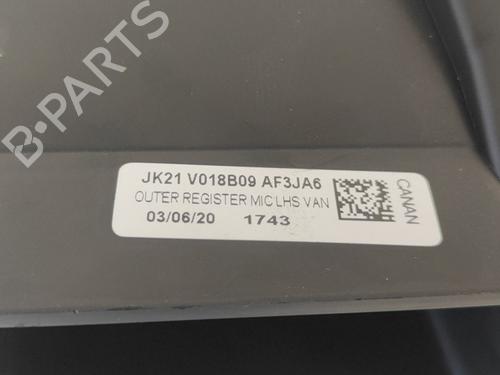 B-PARTS
JK21 V018B09 AF3JA6
OUTER REGISTER MIC LHS VAN
03/06/20 1743
CANAN